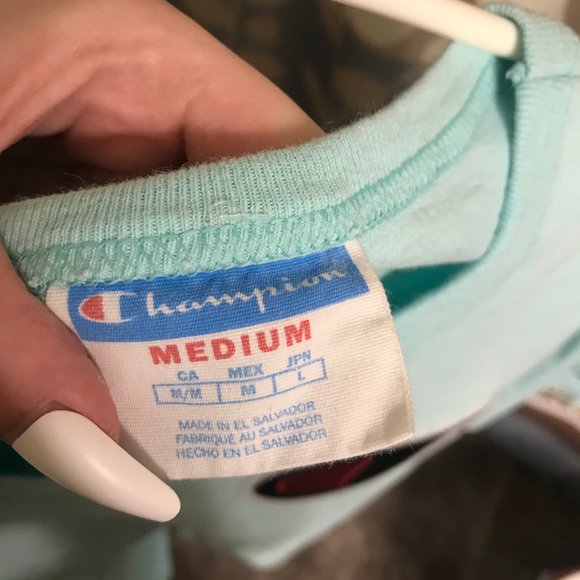 Champion
MEDIUM
CA MEX JPN
M/M M L
MADE IN EL SALVADOR
FABRIQUÉ AU SALVADOR
HECHO EN EL SALVADOR